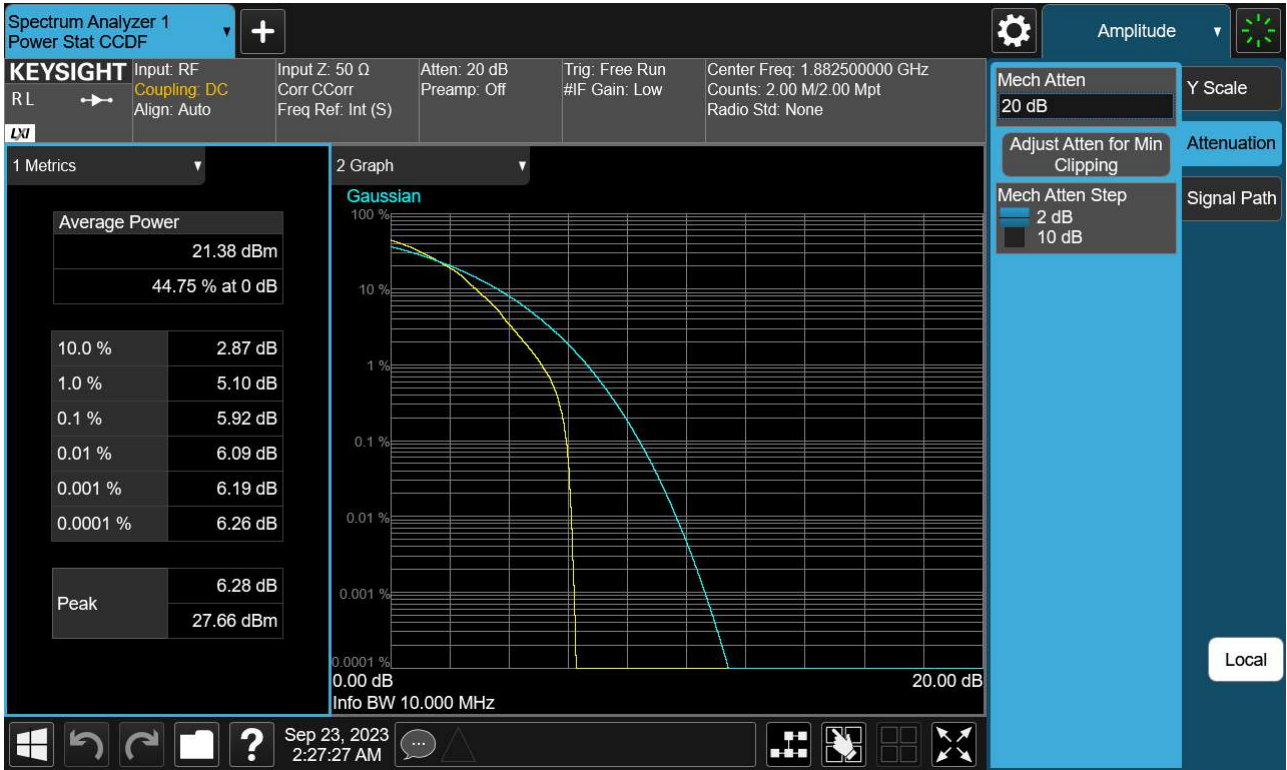 Spectrum Analyzer 1
Power Stat CCDF
Amplitude
KEYSIGHT
R L
LXI
Input: RF
Coupling: DC
Align: Auto
Input Z: 50 Ω
Corr CCorr
Freq Ref: Int (S)
Atten: 20 dB
Preamp: Off
Trig: Free Run
#IF Gain: Low
Center Freq: 1.882500000 GHz
Counts: 2.00 M/2.00 Mpt
Radio Std: None
Mech Atten
20 dB
Adjust Atten for Min
Clipping
Mech Atten Step
2 dB
10 dB
Y Scale
Attenuation
Signal Path
Local
1 Metrics
Average Power
21.38 dBm
44.75 % at 0 dB
10.0 % 2.87 dB
1.0 % 5.10 dB
0.1 % 5.92 dB
0.01 % 6.09 dB
0.001 % 6.19 dB
0.0001 % 6.26 dB
Peak
6.28 dB
27.66 dBm
2 Graph
Gaussian
100 %
10 %
1 %
0.1 %
0.01 %
0.001 %
0.0001 %
0.00 dB 20.00 dB
Info BW 10.000 MHz
?
Sep 23, 2023
2:27:27 AM